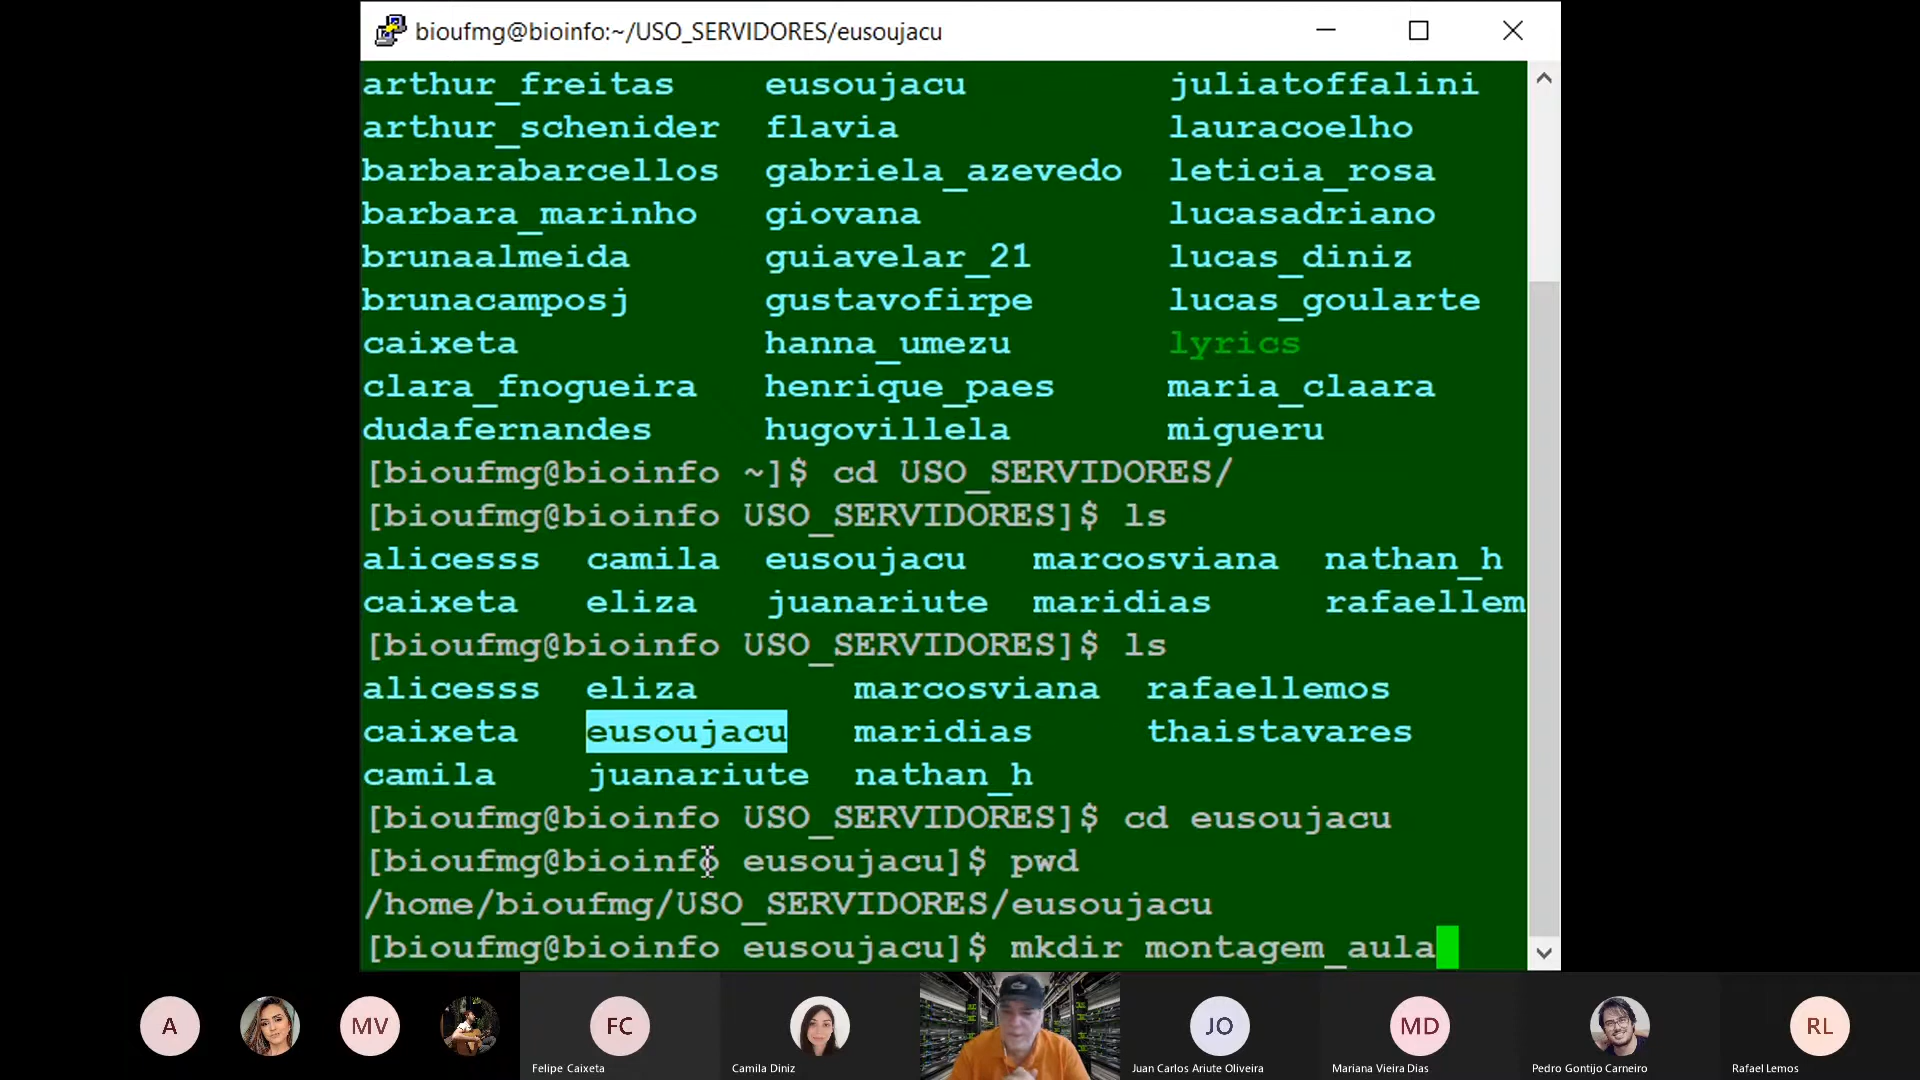 bioufmg@bioinfo:~/USO_SERVIDORES/eusoujacu
arthur_freitas eusoujacu juliatoffalini
arthur_schenider flavia lauracoelho
barbarabarcellos gabriela_azevedo leticia_rosa
barbara_marinho giovana lucasadriano
brunaalmeida guiavelar_21 lucas_diniz
brunacamposj gustavofirpe lucas_goularte
caixeta hanna_umezu lyrics
clara_fnogueira henrique_paes maria_claara
dudafernandes hugovillela migueru
[bioufmg@bioinfo ~]$ cd USO_SERVIDORES/
[bioufmg@bioinfo USO_SERVIDORES]$ ls
alicesss camila eusoujacu marcosviana nathan_h
caixeta eliza juanariute maridias rafaellem
[bioufmg@bioinfo USO_SERVIDORES]$ ls
alicesss eliza marcosviana rafaellemos
caixeta eusoujacu maridias thaistavares
camila juanariute nathan_h
[bioufmg@bioinfo USO_SERVIDORES]$ cd eusoujacu
[bioufmg@bioinfo eusoujacu]$ pwd
/home/bioufmg/USO_SERVIDORES/eusoujacu
[bioufmg@bioinfo eusoujacu]$ mkdir montagem_aula
A MV FC JO MD RL
Felipe Caixeta Camila Diniz Juan Carlos Ariute Oliveira Mariana Vieira Dias Pedro Gontijo Carneiro Rafael Lemos